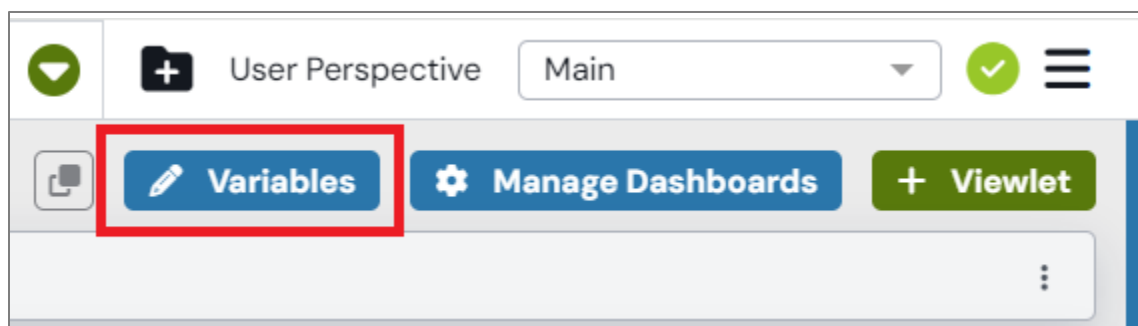 User Perspective Main
Variables Manage Dashboards + Viewlet